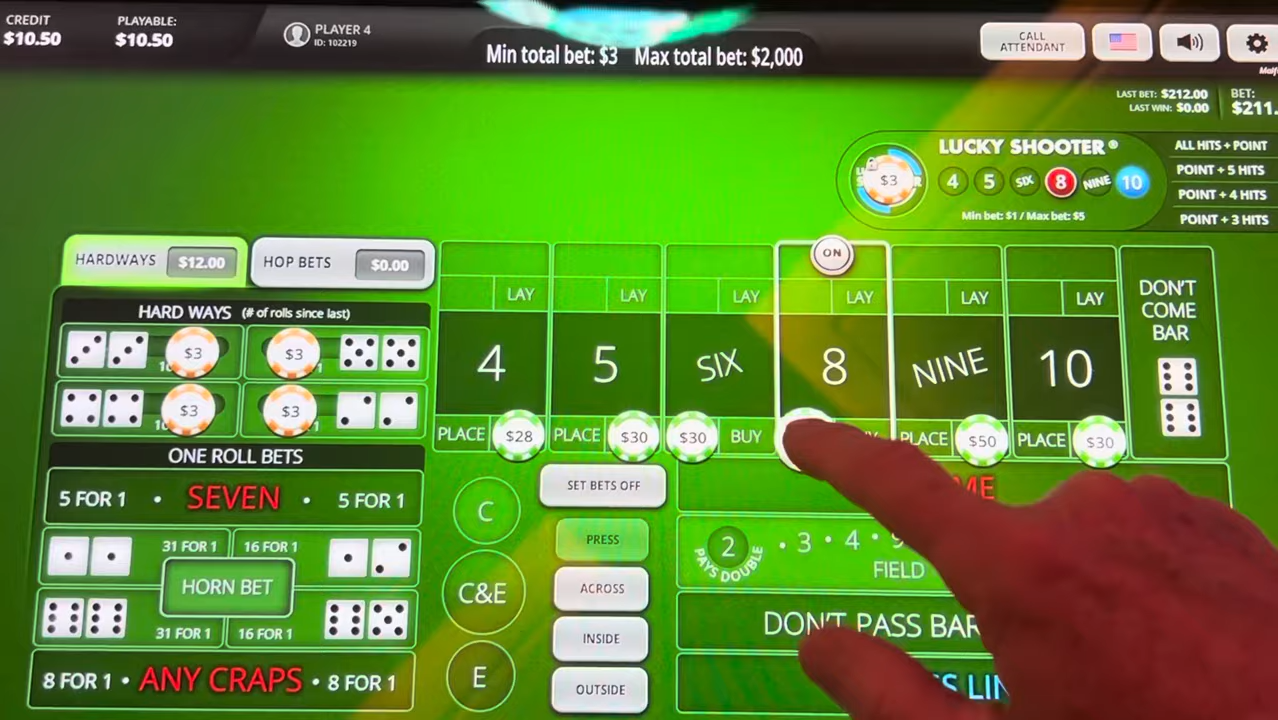 CREDIT
$10.50
PLAYABLE:
$10.50
PLAYER 4
ID: 102219
Min total bet: $3 Max total bet: $2,000
CALL
ATTENDANT
LAST BET: $212.00
LAST WIN: $0.00
BET:
$211.
LUCKY SHOOTER®
$3
4 5 SIX 8 NINE 10
Min bet: $1 / Max bet: $5
ALL HITS + POINT
POINT + 5 HITS
POINT + 4 HITS
POINT + 3 HITS
HARDWAYS $12.00
HOP BETS $0.00
HARD WAYS (# of rolls since last)
$3 $3
$3 $3
ONE ROLL BETS
5 FOR 1 • SEVEN • 5 FOR 1
31 FOR 1 16 FOR 1
HORN BET
31 FOR 1 16 FOR 1
8 FOR 1 • ANY CRAPS • 8 FOR 1
ON
LAY LAY LAY LAY LAY LAY
4 5 SIX 8 NINE 10
PLACE $28 PLACE $30 $30 BUY PLACE $50 PLACE $30
DON'T
COME
BAR
C
C&E
E
SET BETS OFF
PRESS
ACROSS
INSIDE
OUTSIDE
2 • 3 • 4 • 9
PAYS DOUBLE
FIELD
DON'T PASS BAR